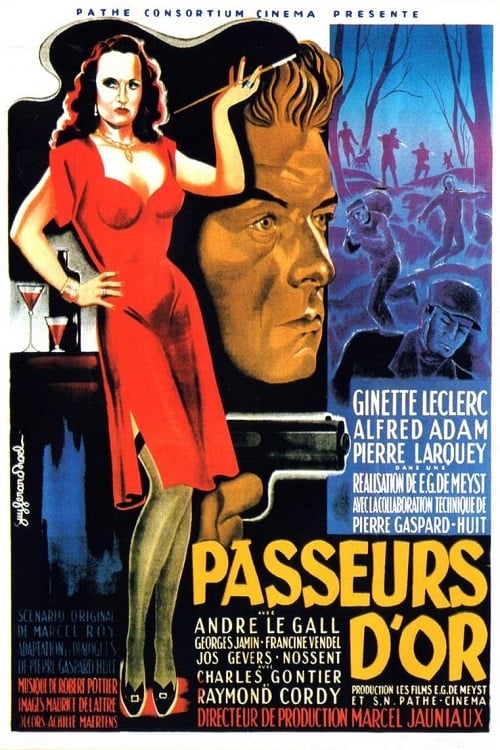 PATHE CONSORTIUM CINEMA PRESENTE
GINETTE LECLERC
ALFRED ADAM
PIERRE LARQUEY
DANS UNE
RÉALISATION DE E.G. DE MEYST
AVEC LA COLLABORATION TECHNIQUE DE
PIERRE GASPARD-HUIT
PASSEURS
D'OR
AVEC
ANDRE LE GALL
GEORGES JAMIN · FRANCINE VENDEL
JOS GEVERS · NOSSENT
AVEC
CHARLES GONTIER
ET
RAYMOND CORDY
SCENARIO ORIGINAL
DE MARCEL ROY
ADAPTATION, DIALOGUES
DE PIERRE GASPARD HUIT
MUSIQUE DE ROBERT POTTIER
IMAGES MAURICE DELATTRE
DECORS-ACHILLE MAERTENS
PRODUCTION LES FILMS E.G. DE MEYST
ET S.N. PATHE-CINEMA
DIRECTEUR DE PRODUCTION MARCEL JAUNIAUX